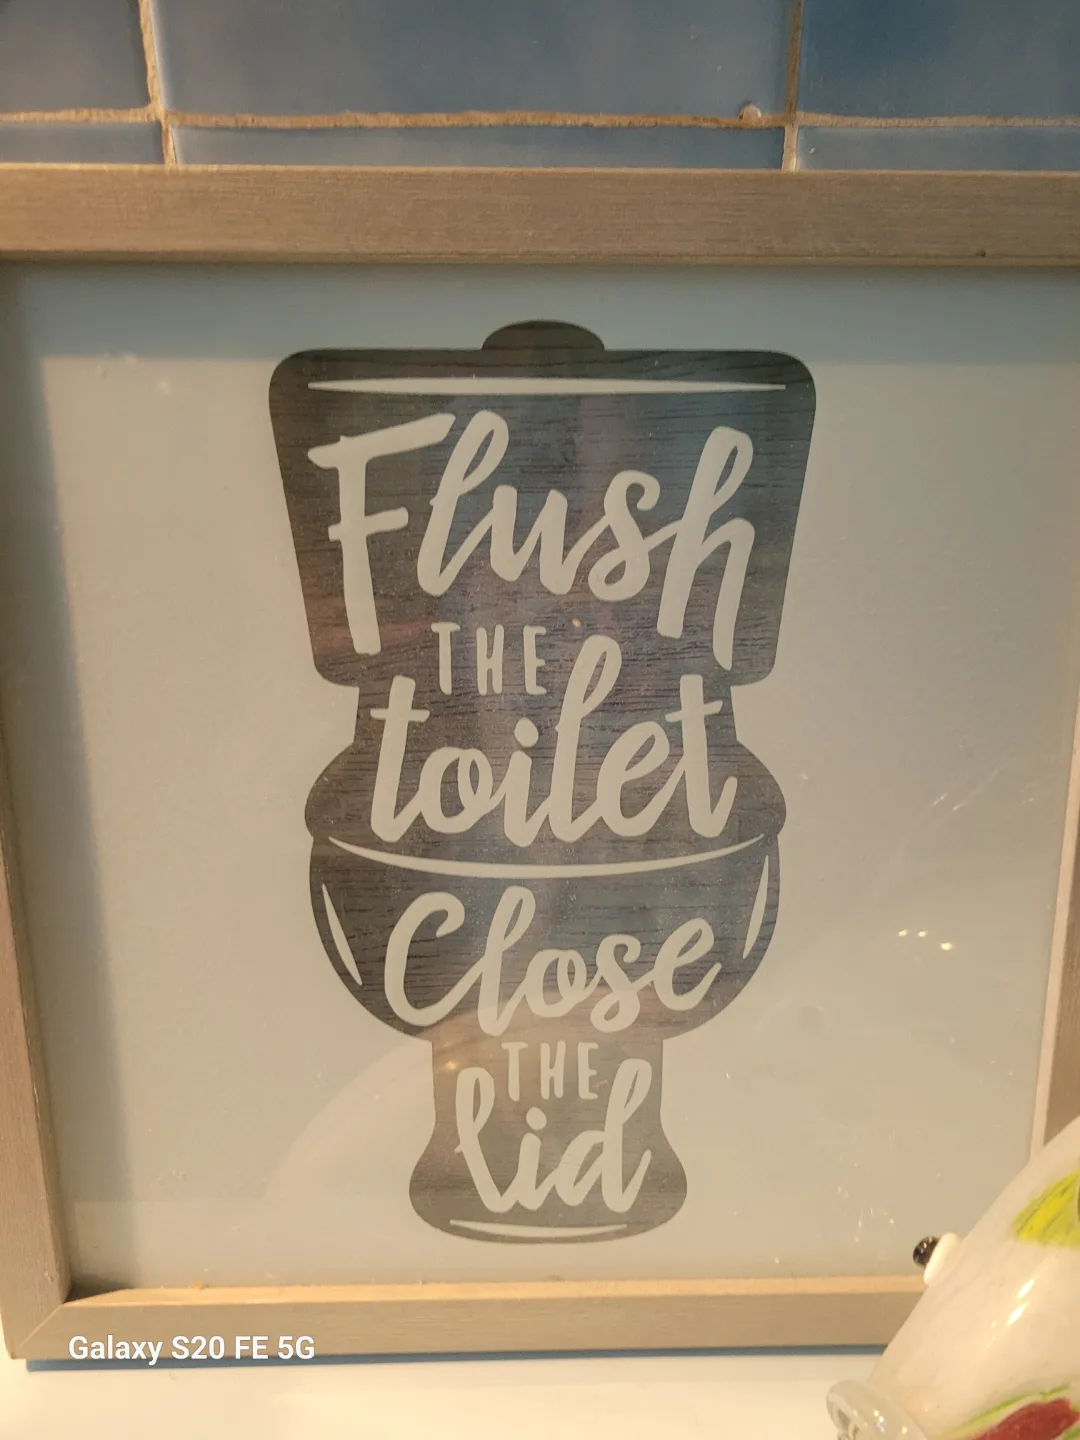 Flush
THE
toilet
Close
THE
lid
Galaxy S20 FE 5G